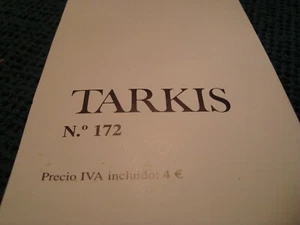 TARKIS
N.º 172
Precio IVA incluido: 4 €